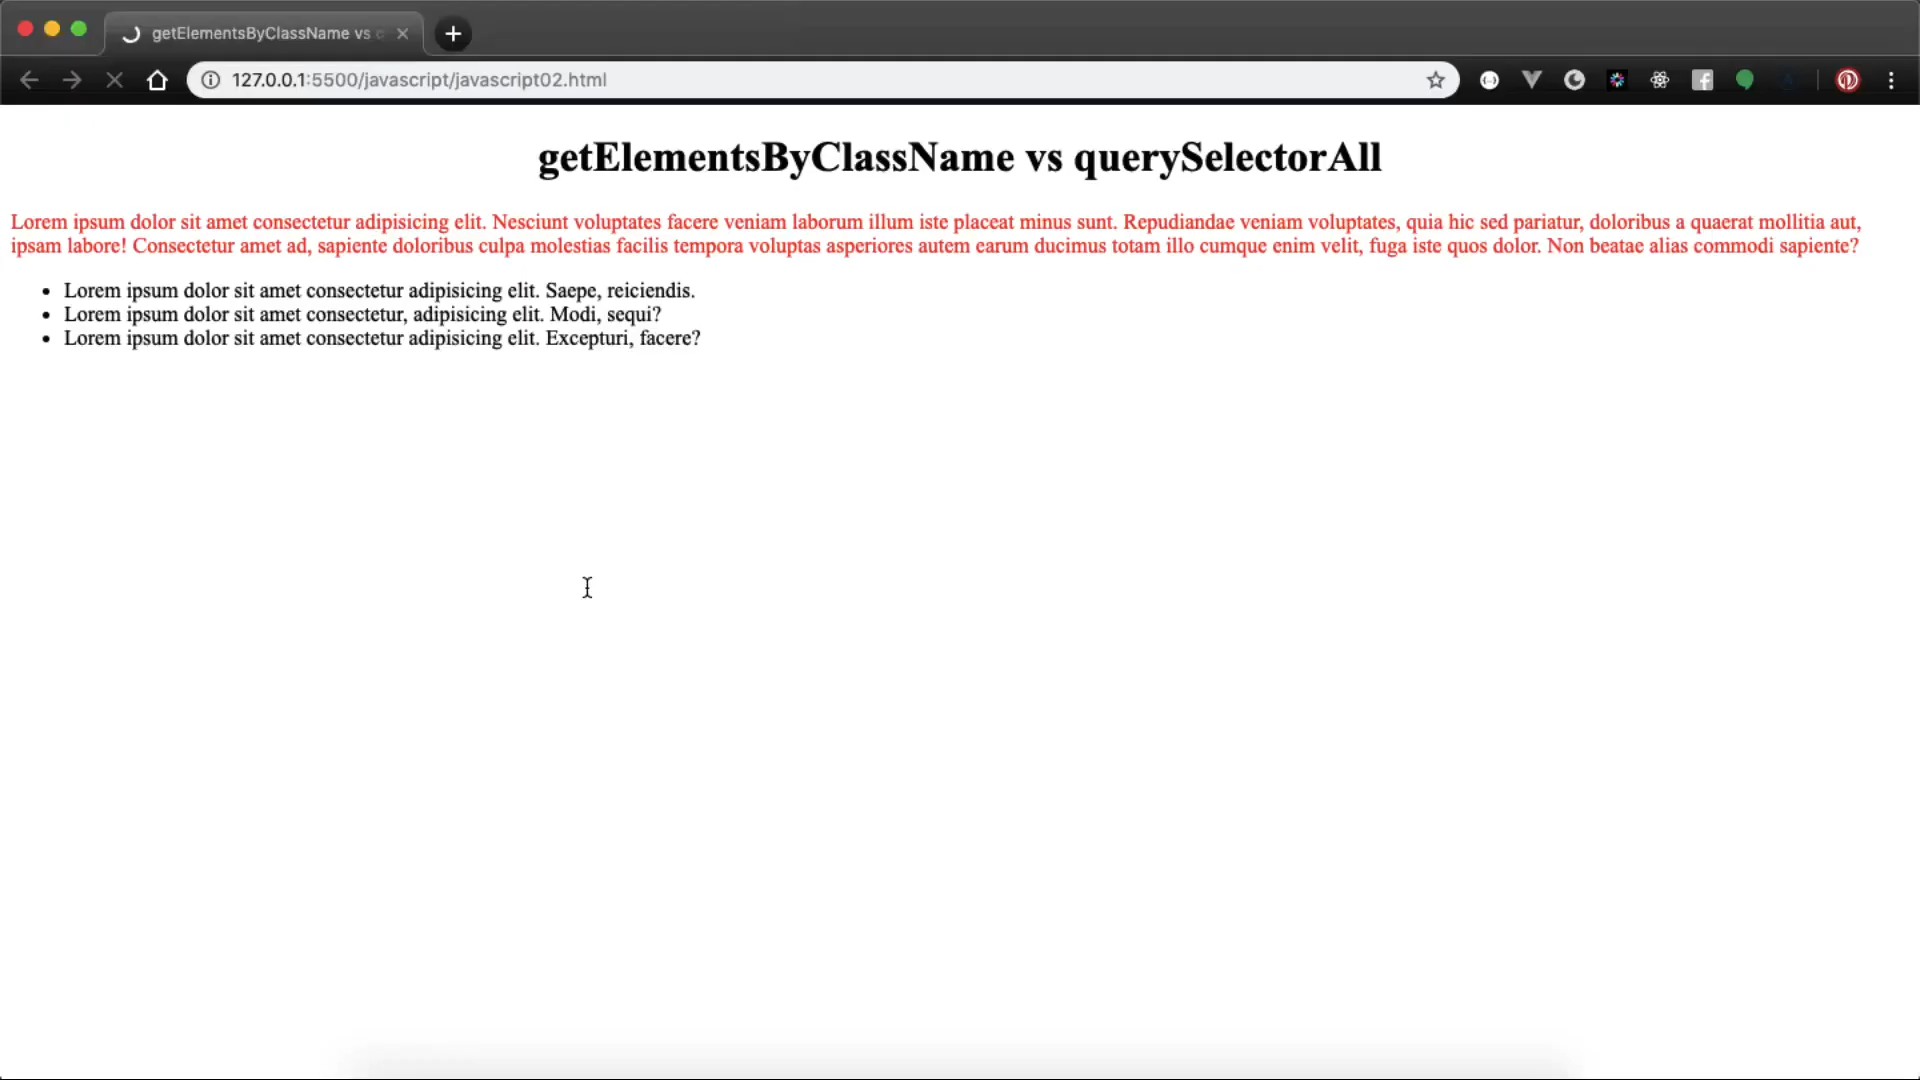 getElementsByClassName vs
127.0.0.1:5500/javascript/javascript02.html
getElementsByClassName vs querySelectorAll
Lorem ipsum dolor sit amet consectetur adipisicing elit. Nesciunt voluptates facere veniam laborum illum iste placeat minus sunt. Repudiandae veniam voluptates, quia hic sed pariatur, doloribus a quaerat mollitia aut,
ipsam labore! Consectetur amet ad, sapiente doloribus culpa molestias facilis tempora voluptas asperiores autem earum ducimus totam illo cumque enim velit, fuga iste quos dolor. Non beatae alias commodi sapiente?
• Lorem ipsum dolor sit amet consectetur adipisicing elit. Saepe, reiciendis.
• Lorem ipsum dolor sit amet consectetur, adipisicing elit. Modi, sequi?
• Lorem ipsum dolor sit amet consectetur adipisicing elit. Excepturi, facere?